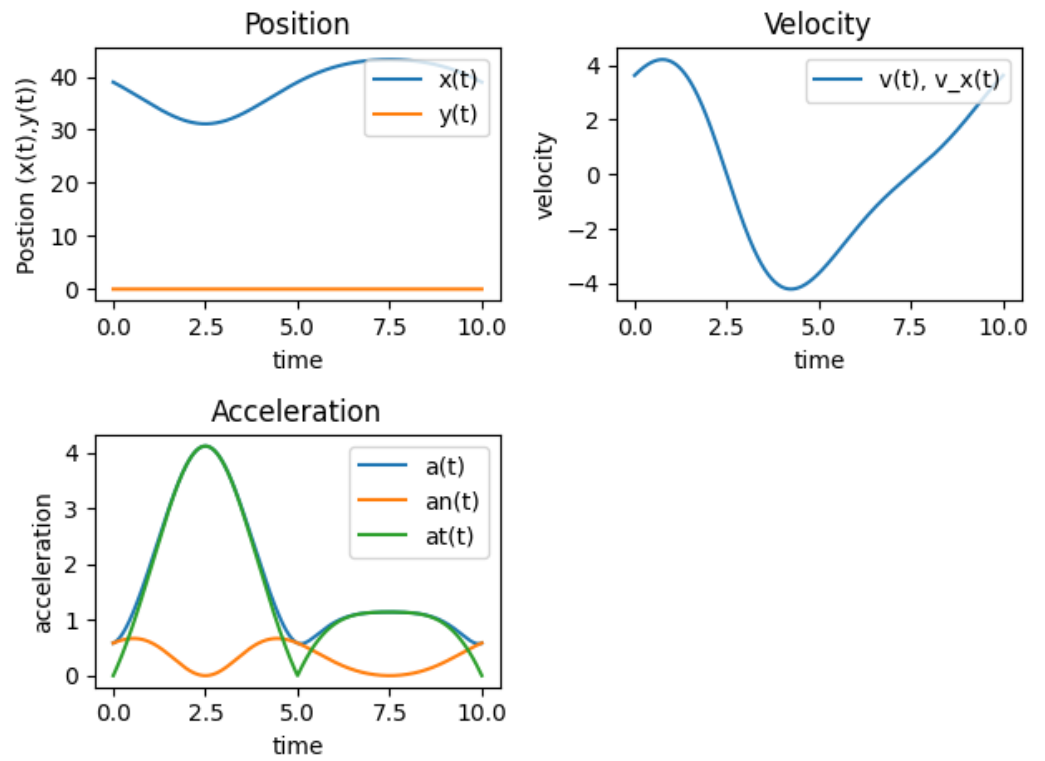 Position
Postion (x(t),y(t))
40
30
20
10
0
x(t)
y(t)
0.0 2.5 5.0 7.5 10.0
time
Velocity
velocity
4
2
0
−2
−4
v(t), v_x(t)
0.0 2.5 5.0 7.5 10.0
time
Acceleration
acceleration
4
3
2
1
0
a(t)
an(t)
at(t)
0.0 2.5 5.0 7.5 10.0
time